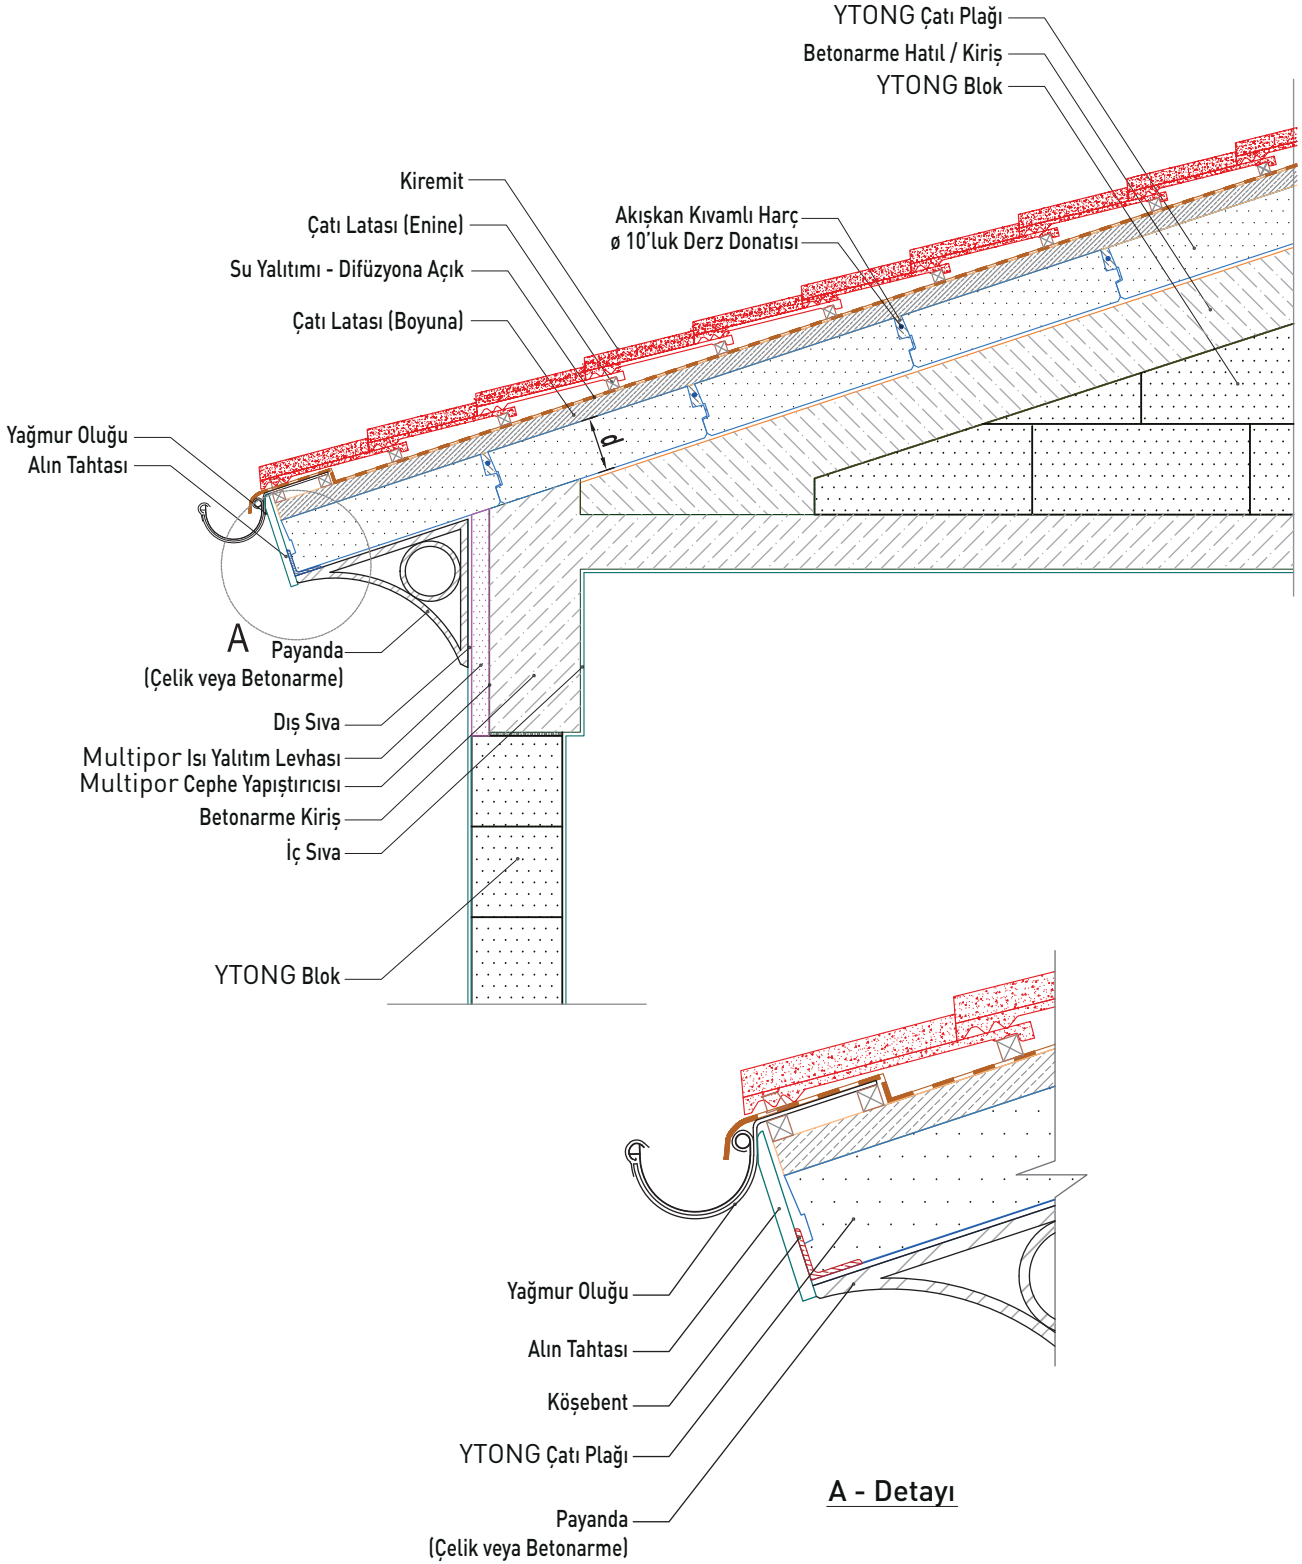 YTONG Çatı Plağı
Betonarme Hatıl / Kiriş
YTONG Blok
Kiremit
Çatı Latası (Enine)
Su Yalıtımı - Difüzyona Açık
Çatı Latası (Boyuna)
Akışkan Kıvamlı Harç
ø 10'luk Derz Donatısı
Yağmur Oluğu
Alın Tahtası
d
A
Payanda
(Çelik veya Betonarme)
Dış Sıva
Multipor Isı Yalıtım Levhası
Multipor Cephe Yapıştırıcısı
Betonarme Kiriş
İç Sıva
YTONG Blok
Yağmur Oluğu
Alın Tahtası
Köşebent
YTONG Çatı Plağı
Payanda
(Çelik veya Betonarme)
A - Detayı